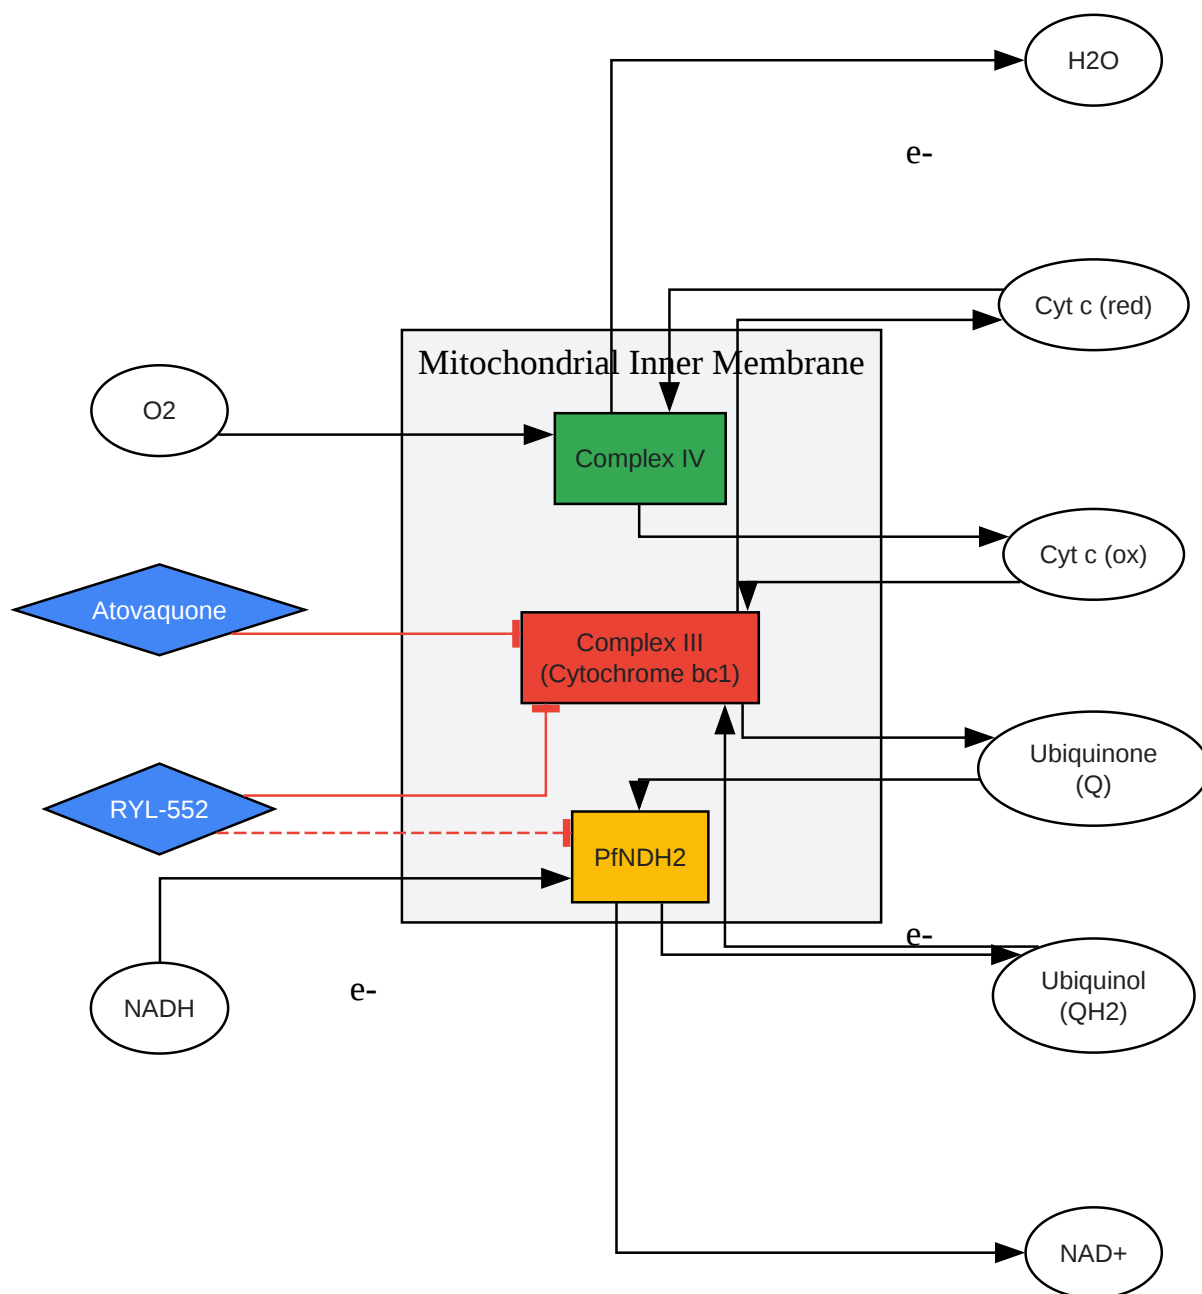 H2O
e-
Cyt c (red)
Mitochondrial Inner Membrane
O2
Complex IV
Cyt c (ox)
Atovaquone
Complex III
(Cytochrome bc1)
Ubiquinone
(Q)
RYL-552
PfNDH2
e-
Ubiquinol
(QH2)
e-
NADH
NAD+